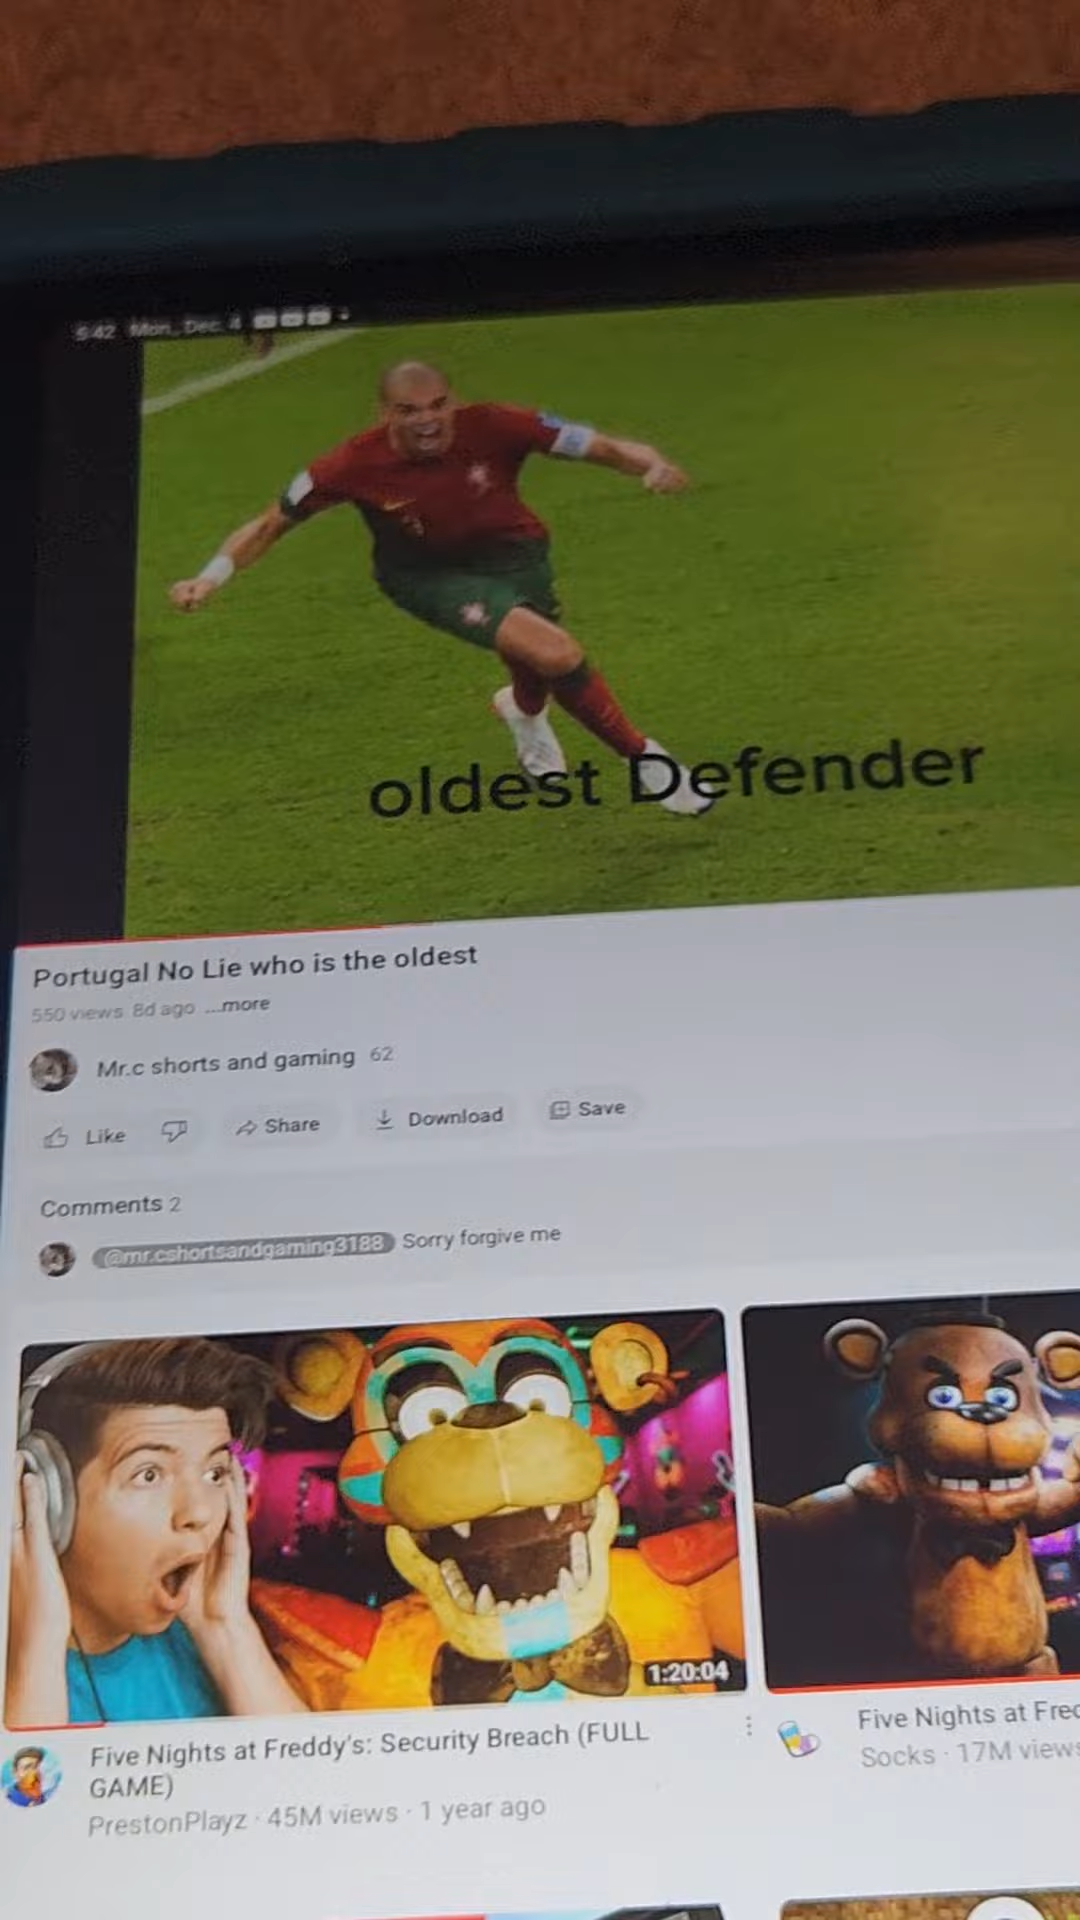 5:42 Mon, Dec 4
oldest Defender
Portugal No Lie who is the oldest
550 views 8d ago ...more
Mr.c shorts and gaming 62
Like Share Download Save
Comments 2
@mr.cshortsandgaming3188 Sorry forgive me
1:20:04
Five Nights at Freddy's: Security Breach (FULL
GAME)
PrestonPlayz · 45M views · 1 year ago
Five Nights at Fred
Socks · 17M views